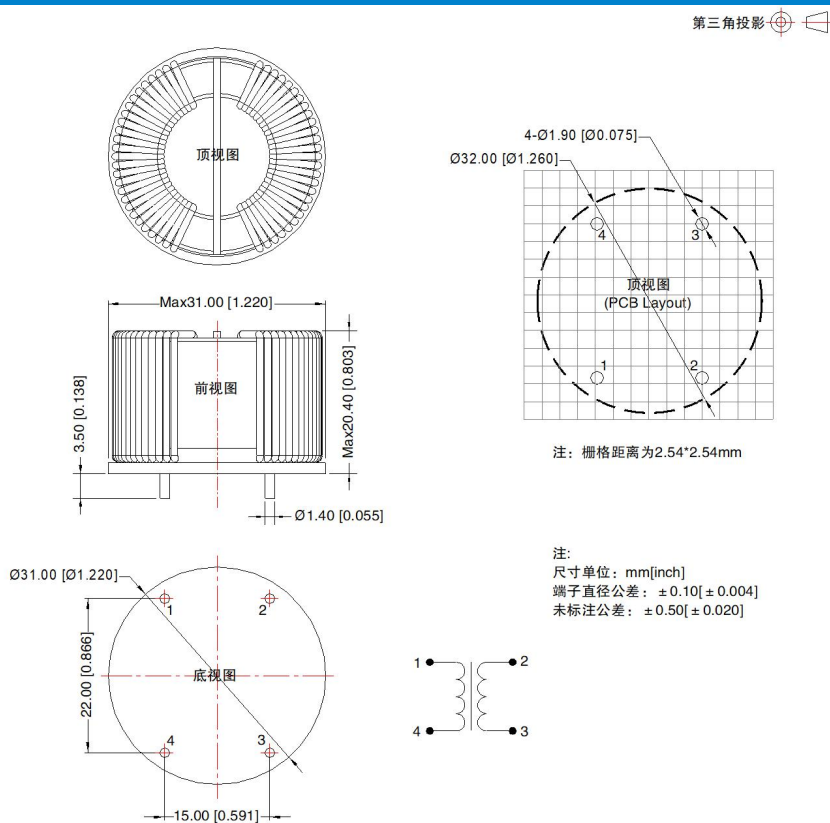 第三角投影
顶视图
4-Ø1.90 [Ø0.075]
Ø32.00 [Ø1.260]
4
3
顶视图
(PCB Layout)
1
2
注：栅格距离为2.54*2.54mm
Max31.00 [1.220]
前视图
3.50 [0.138]
Max20.40 [0.803]
Ø1.40 [0.055]
注:
尺寸单位：mm[inch]
端子直径公差：±0.10[±0.004]
未标注公差：±0.50[±0.020]
Ø31.00 [Ø1.220]
1
2
22.00 [0.866]
底视图
4
3
15.00 [0.591]
1
2
4
3